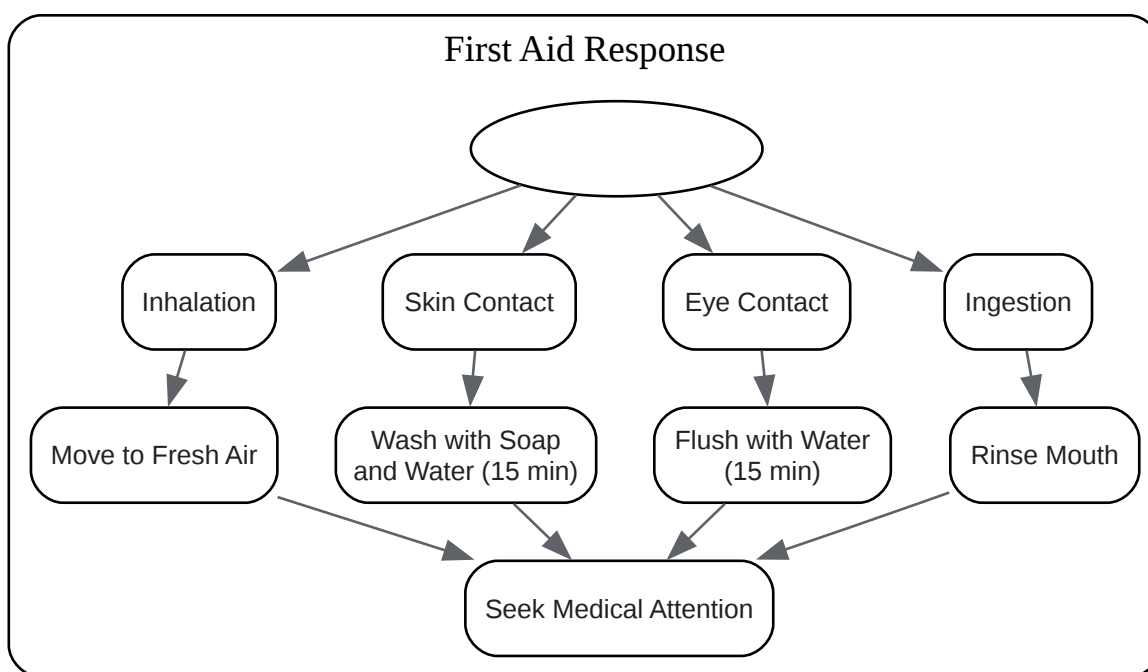 First Aid Response
Inhalation
Skin Contact
Eye Contact
Ingestion
Move to Fresh Air
Wash with Soap
and Water (15 min)
Flush with Water
(15 min)
Rinse Mouth
Seek Medical Attention